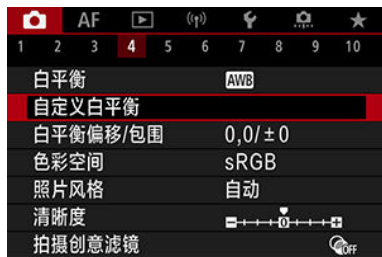 AF
1 2 3 4 5 6 7 8 9 10
白平衡 AWB
自定义白平衡
白平衡偏移/包围 0,0/±0
色彩空间 sRGB
照片风格 自动
清晰度 0
拍摄创意滤镜 OFF